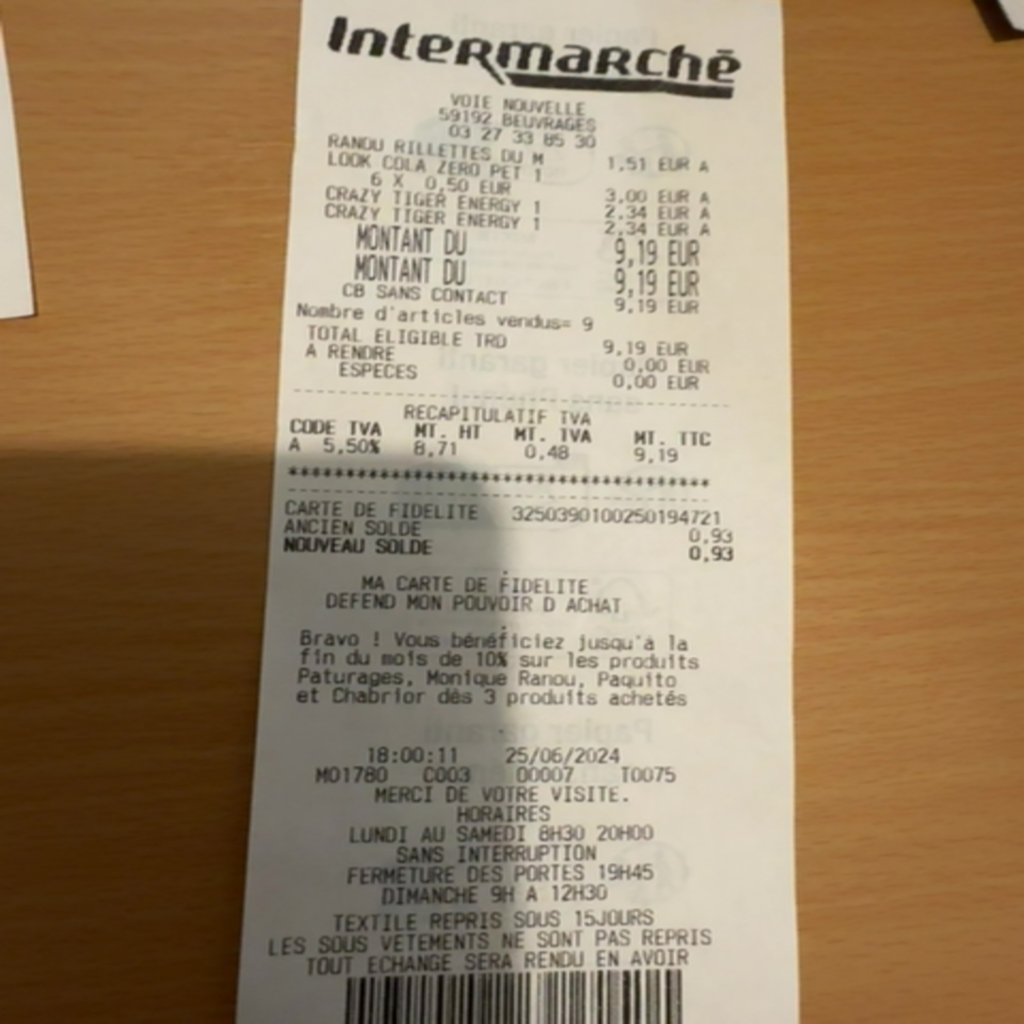 Intermarchē
VOIE NOUVELLE
59192 BEUVRAGES
03 27 33 85 30
RANOU RILLETTES DU M 1,51 EUR A
LOOK COLA ZERO PET 1
6 X 0,50 EUR 3,00 EUR A
CRAZY TIGER ENERGY 1 2,34 EUR A
CRAZY TIGER ENERGY 1 2,34 EUR A
MONTANT DU 9,19 EUR
MONTANT DU 9,19 EUR
CB SANS CONTACT 9,19 EUR
Nombre d'articles vendus= 9
TOTAL ELIGIBLE TRD 9,19 EUR
A RENDRE 0,00 EUR
ESPECES 0,00 EUR
RECAPITULATIF TVA
CODE TVA MT. HT MT. TVA MT. TTC
A 5,50% 8,71 0,48 9,19
****************************************
CARTE DE FIDELITE 3250390100250194721
ANCIEN SOLDE 0,93
NOUVEAU SOLDE 0,93
MA CARTE DE FIDELITE
DEFEND MON POUVOIR D ACHAT
Bravo ! Vous bénéficiez jusqu'à la
fin du mois de 10% sur les produits
Paturages, Monique Ranou, Paquito
et Chabrior dès 3 produits achetés
18:00:11 25/06/2024
M01780 C003 00007 T0075
MERCI DE VOTRE VISITE.
HORAIRES
LUNDI AU SAMEDI 8H30 20H00
SANS INTERRUPTION
FERMETURE DES PORTES 19H45
DIMANCHE 9H A 12H30
TEXTILE REPRIS SOUS 15JOURS
LES SOUS VETEMENTS NE SONT PAS REPRIS
TOUT ECHANGE SERA RENDU EN AVOIR